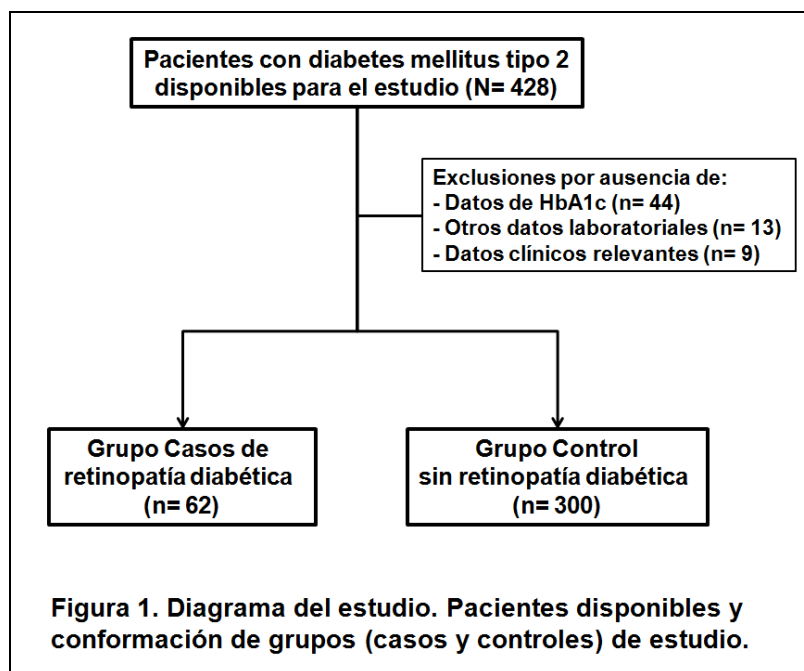 Pacientes con diabetes mellitus tipo 2
disponibles para el estudio (N= 428)
Exclusiones por ausencia de:
- Datos de HbA1c (n= 44)
- Otros datos laboratoriales (n= 13)
- Datos clínicos relevantes (n= 9)
Grupo Casos de
retinopatía diabética
(n= 62)
Grupo Control
sin retinopatía diabética
(n= 300)
Figura 1. Diagrama del estudio. Pacientes disponibles y
conformación de grupos (casos y controles) de estudio.